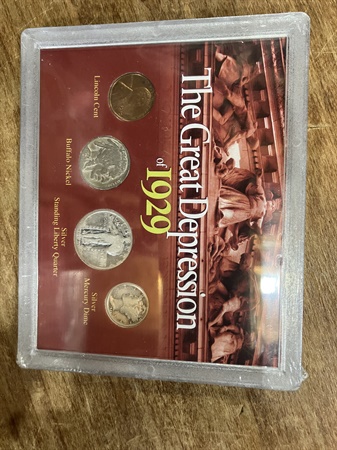 The Great Depression
of 1929
Lincoln Cent
Buffalo Nickel
Silver
Standing Liberty Quarter
Silver
Mercury Dime